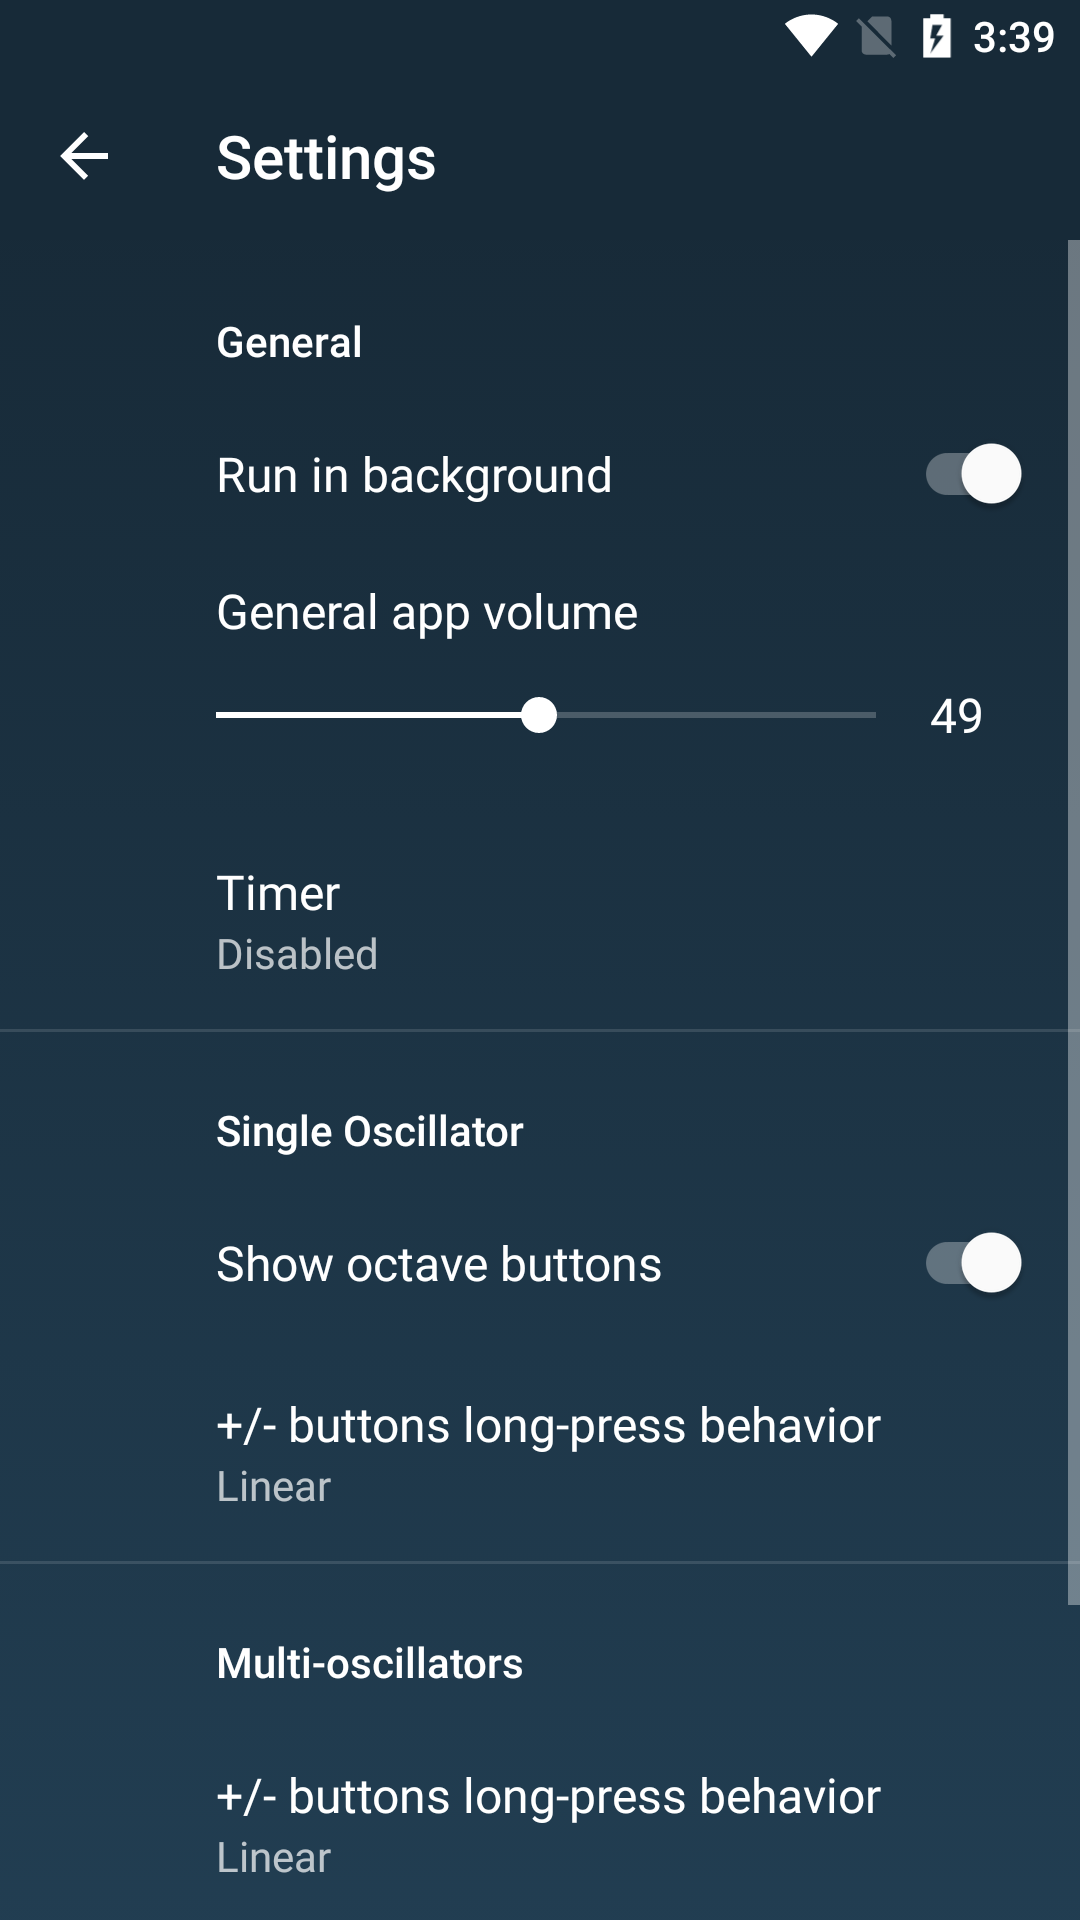 3:39
Settings
General
Run in background
General app volume
49
Timer
Disabled
Single Oscillator
Show octave buttons
+/- buttons long-press behavior
Linear
Multi-oscillators
+/- buttons long-press behavior
Linear